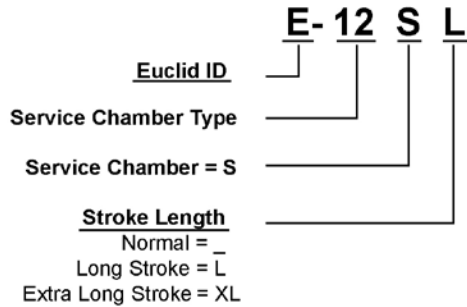 E-12 S L
Euclid ID
Service Chamber Type
Service Chamber = S
Stroke Length
Normal = _
Long Stroke = L
Extra Long Stroke = XL